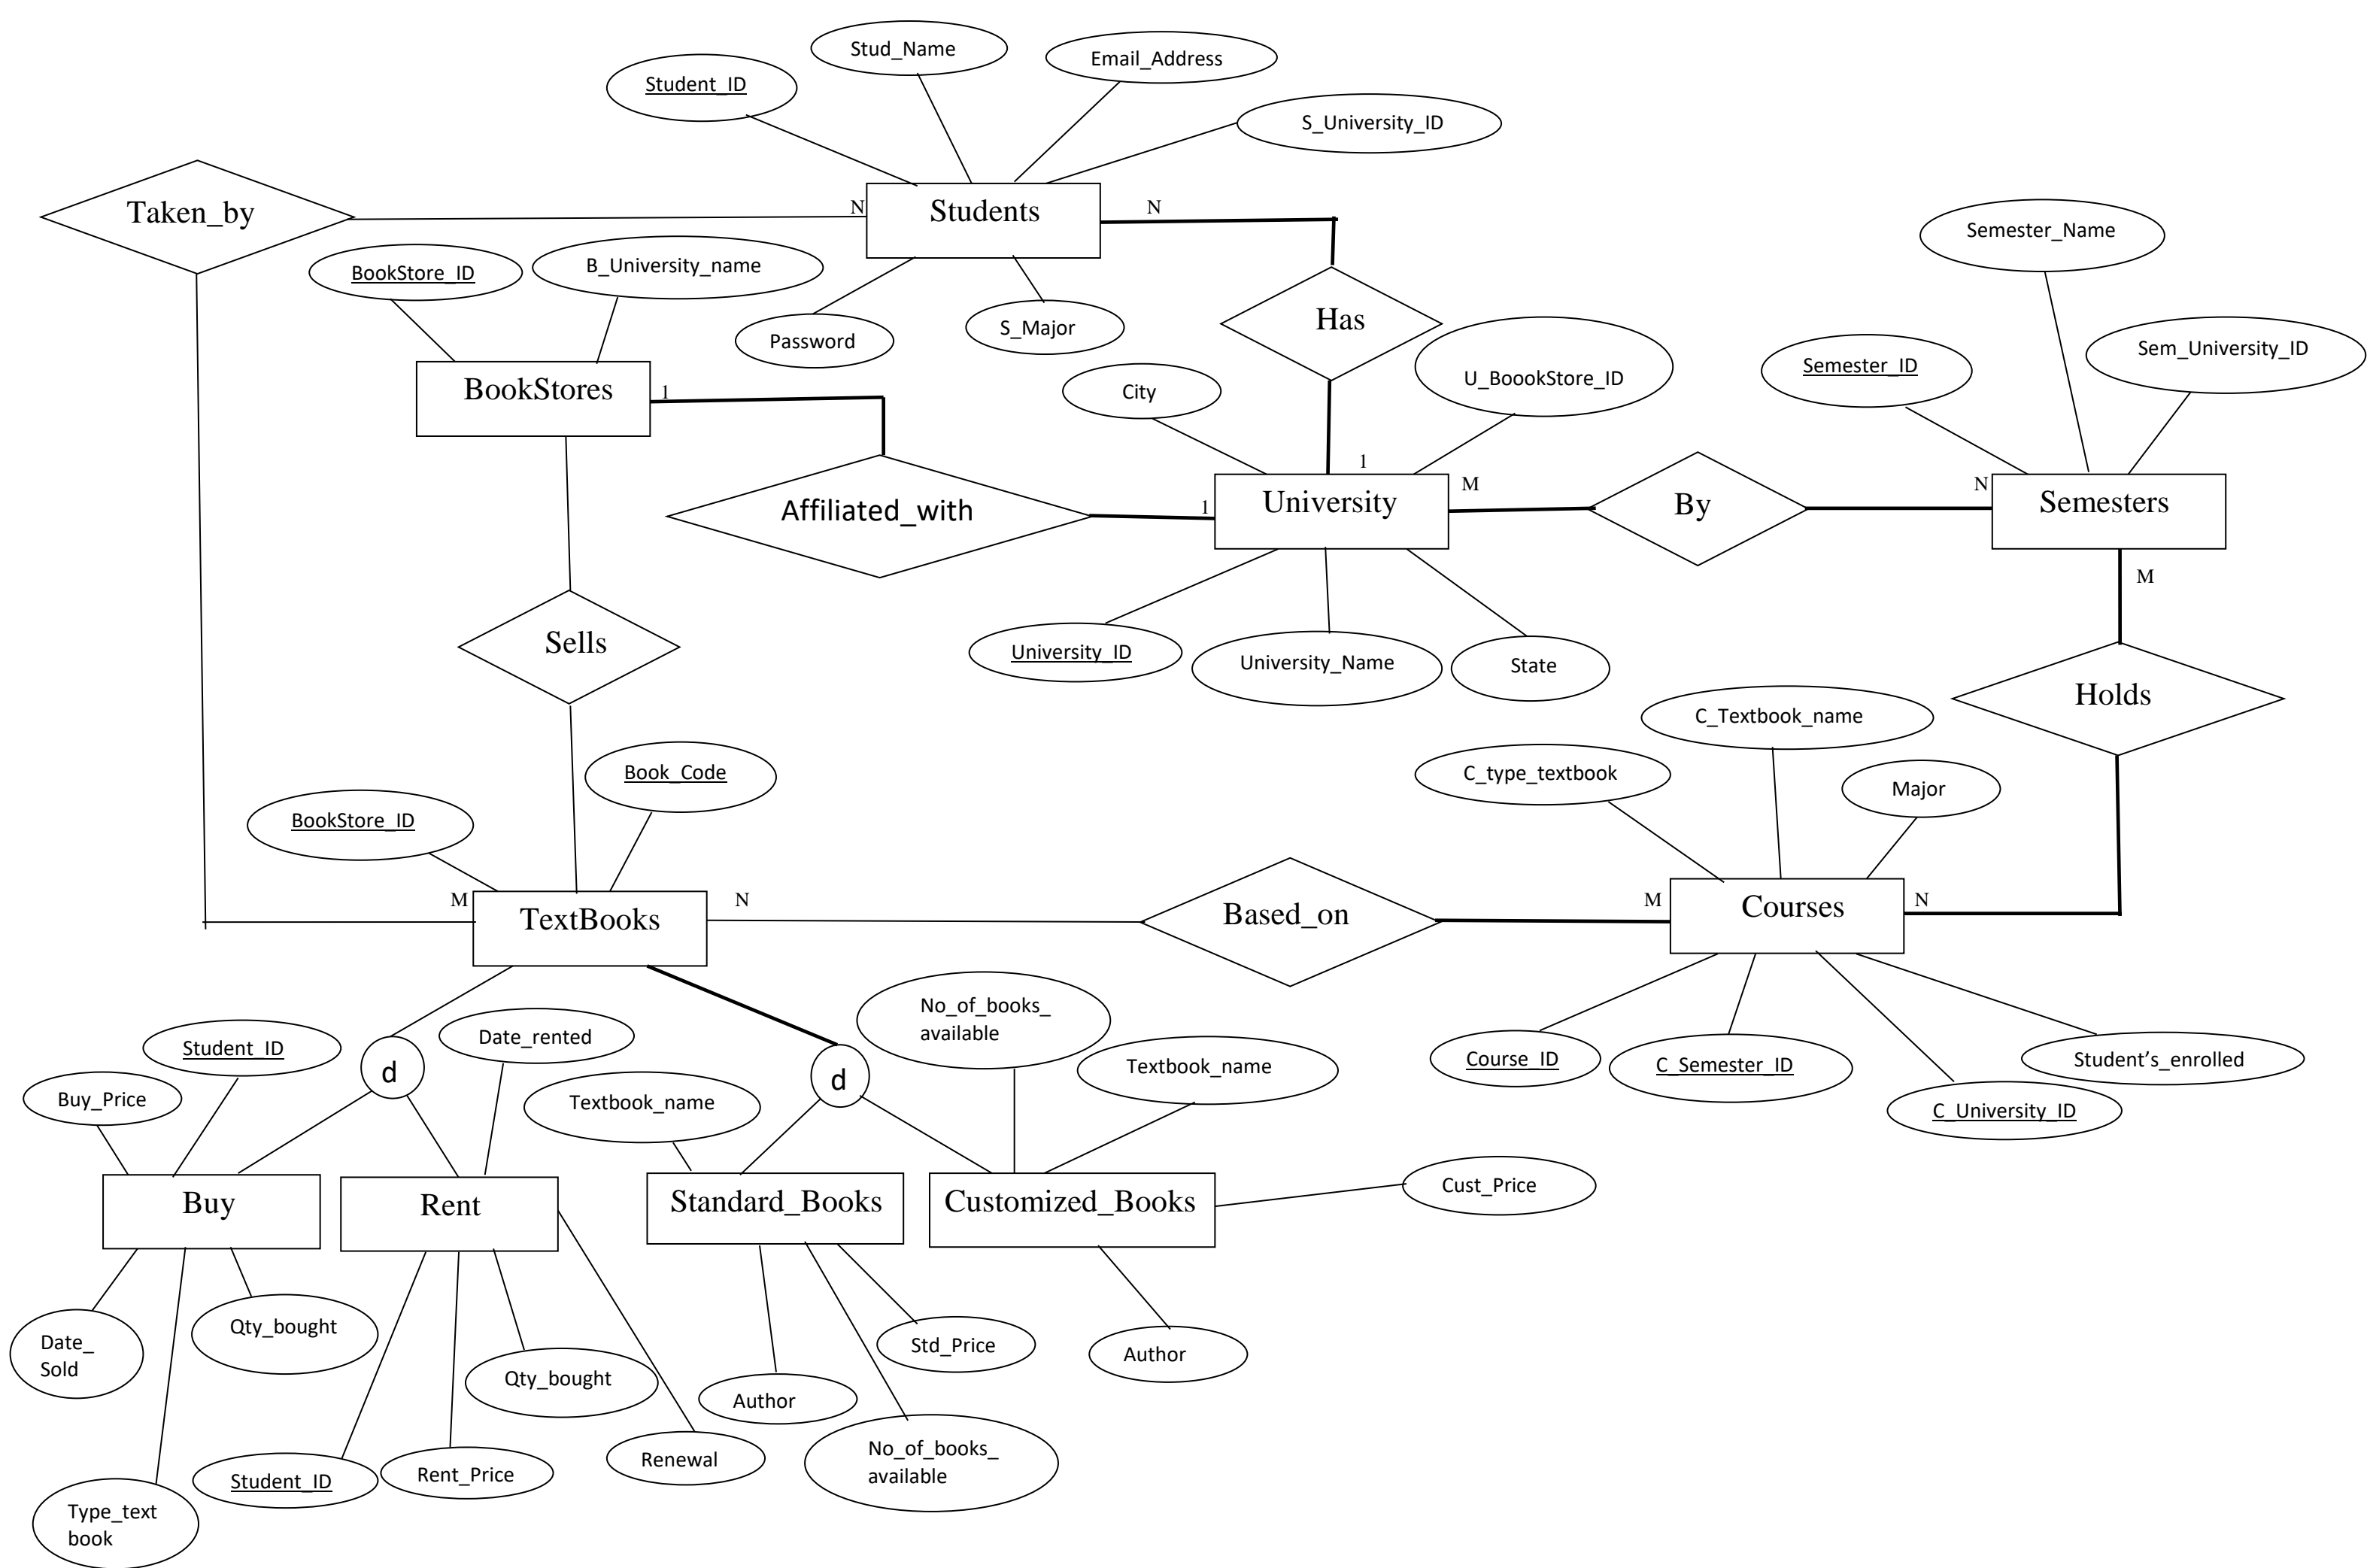 Stud_Name
Email_Address
Student_ID
S_University_ID
Taken_by
N
Students
N
Semester_Name
BookStore_ID
B_University_name
Has
Password
S_Major
Semester_ID
Sem_University_ID
BookStores
1
City
U_BoookStore_ID
1
Affiliated_with
1
University
M
By
N
Semesters
M
Sells
University_ID
University_Name
State
Holds
C_Textbook_name
Book_Code
C_type_textbook
Major
BookStore_ID
M
TextBooks
N
Based_on
M
Courses
N
No_of_books_
available
Date_rented
Student_ID
d
d
Textbook_name
Course_ID
C_Semester_ID
Student’s_enrolled
Buy_Price
Textbook_name
C_University_ID
Buy
Rent
Standard_Books
Customized_Books
Cust_Price
Date_
Sold
Qty_bought
Std_Price
Author
Qty_bought
Author
Student_ID
Rent_Price
Renewal
No_of_books_
available
Type_text
book